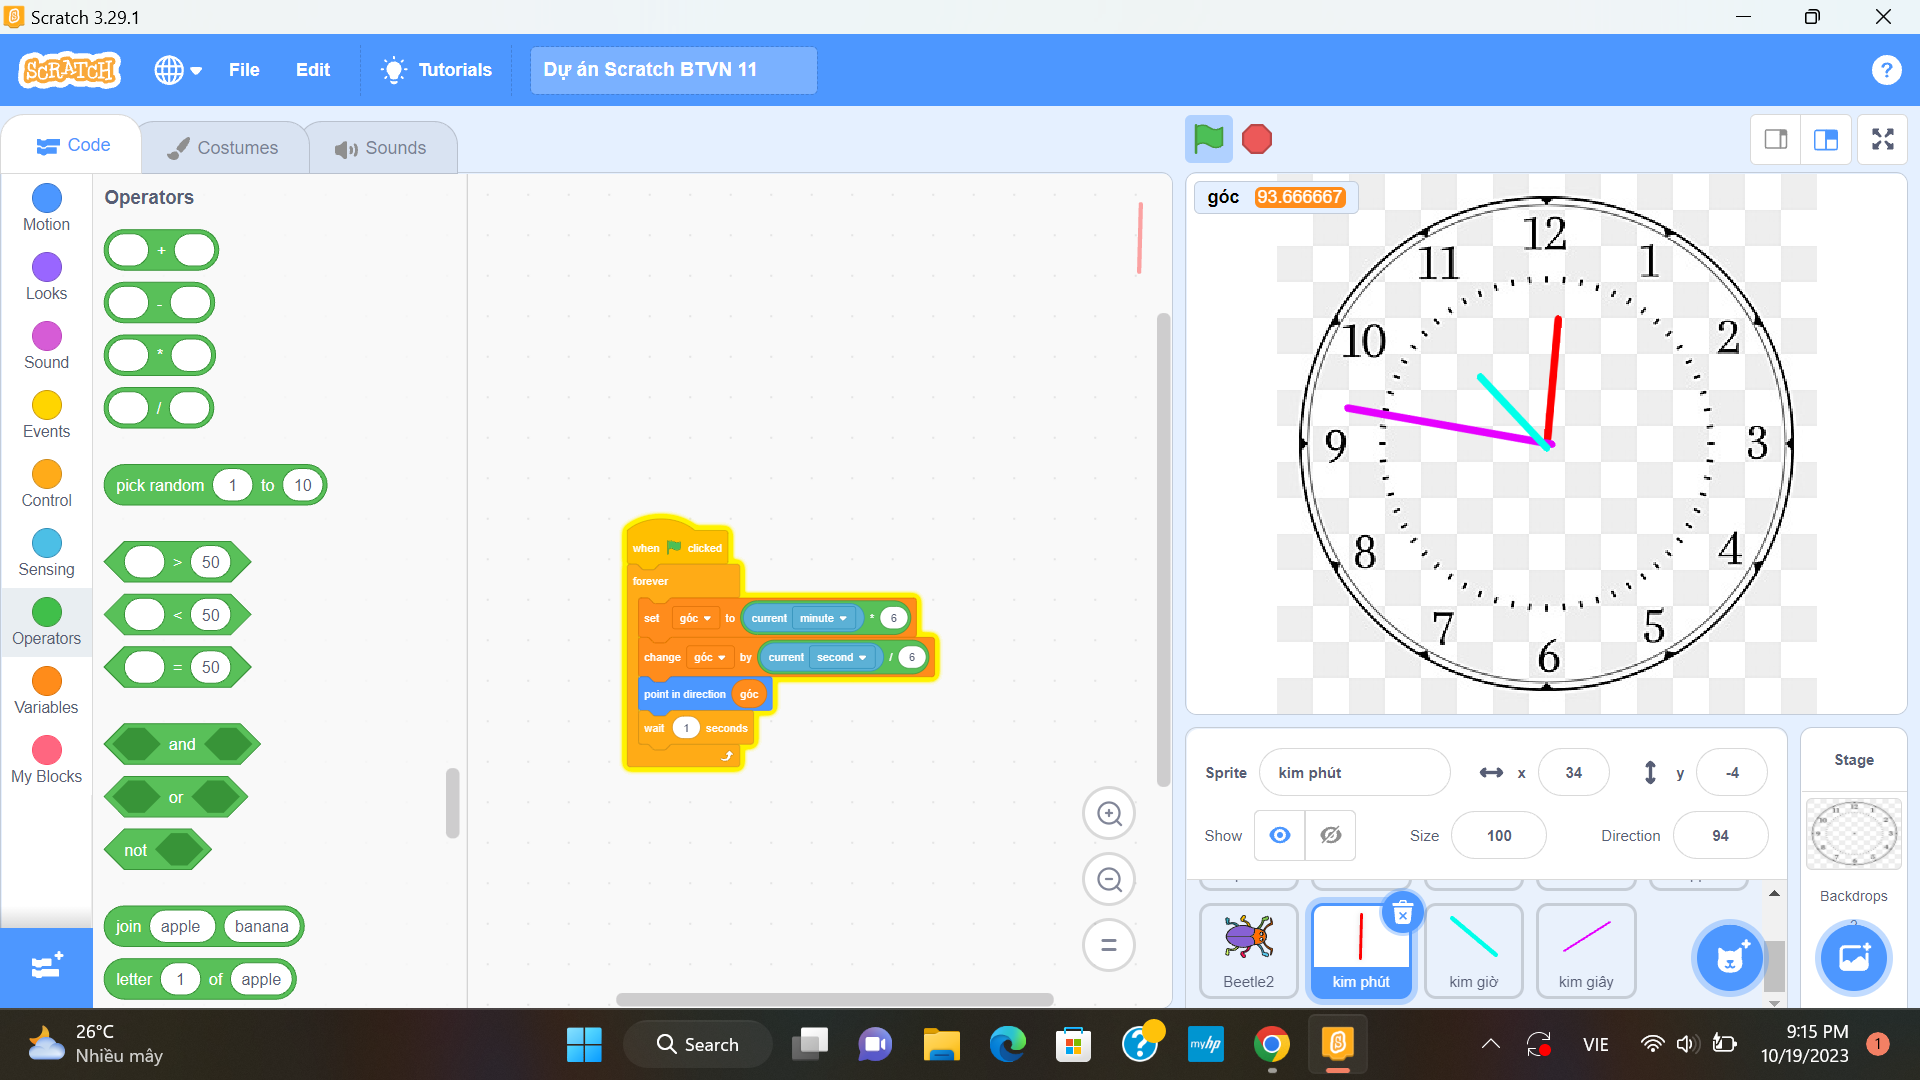 Scratch 3.29.1
SCRATCH
File
Edit
Tutorials
Dự án Scratch BTVN 11
?
Code
Costumes
Sounds
Motion
Looks
Sound
Events
Control
Sensing
Operators
Variables
My Blocks
Operators
+
-
*
/
pick random 1 to 10
> 50
< 50
= 50
and
or
not
join apple banana
letter 1 of apple
when clicked
forever
set góc to current minute * 6
change góc by current second / 6
point in direction góc
wait 1 seconds
góc 93.666667
12
1
2
3
4
5
6
7
8
9
10
11
Sprite kim phút x 34 y -4
Show Size 100 Direction 94
Beetle2
kim phút
kim giờ
kim giây
Stage
Backdrops
26°C
Nhiều mây
Search
myhp
VIE
9:15 PM
10/19/2023
1